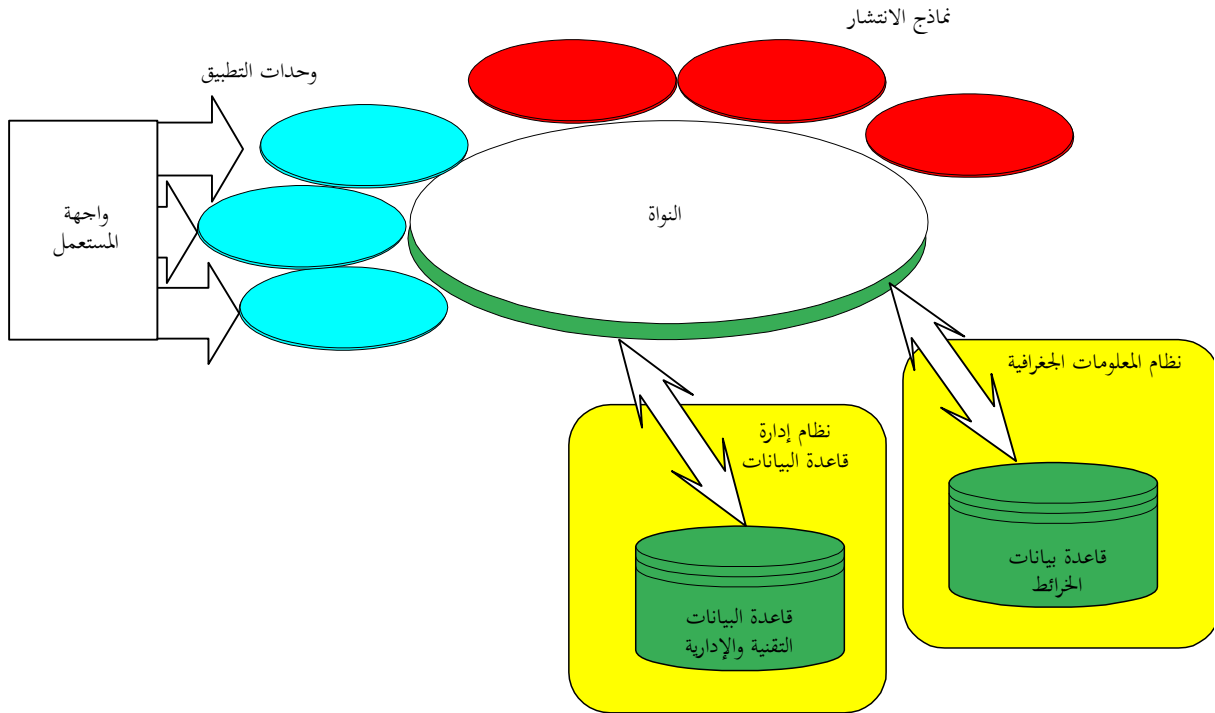 نماذج الانتشار
وحدات التطبيق
واجهة
المستعمل
النواة
نظام المعلومات الجغرافية
نظام إدارة
قاعدة البيانات
قاعدة بيانات
الخرائط
قاعدة البيانات
التقنية والإدارية